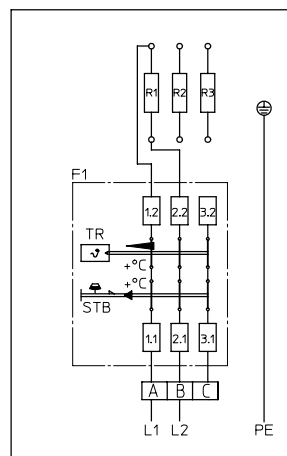 R1 R2 R3
F1
1.2 2.2 3.2
TR
ϑ
+°C
+°C
STB
1.1 2.1 3.1
A B C
L1 L2 PE